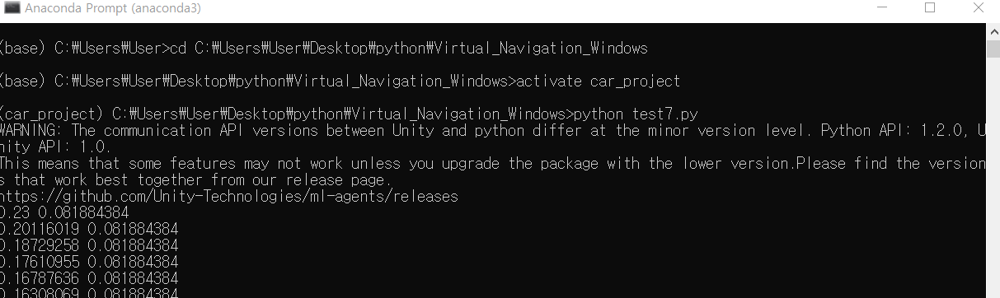 Anaconda Prompt (anaconda3)
(base) C:₩Users₩User>cd C:₩Users₩User₩Desktop₩python₩Virtual_Navigation_Windows
(base) C:₩Users₩User₩Desktop₩python₩Virtual_Navigation_Windows>activate car_project
(car_project) C:₩Users₩User₩Desktop₩python₩Virtual_Navigation_Windows>python test7.py
WARNING: The communication API versions between Unity and python differ at the minor version level. Python API: 1.2.0, U
nity API: 1.0.
This means that some features may not work unless you upgrade the package with the lower version.Please find the version
s that work best together from our release page.
https://github.com/Unity-Technologies/ml-agents/releases
0.23 0.081884384
0.20116019 0.081884384
0.18729258 0.081884384
0.17610955 0.081884384
0.16787636 0.081884384
0.16308069 0.081884384